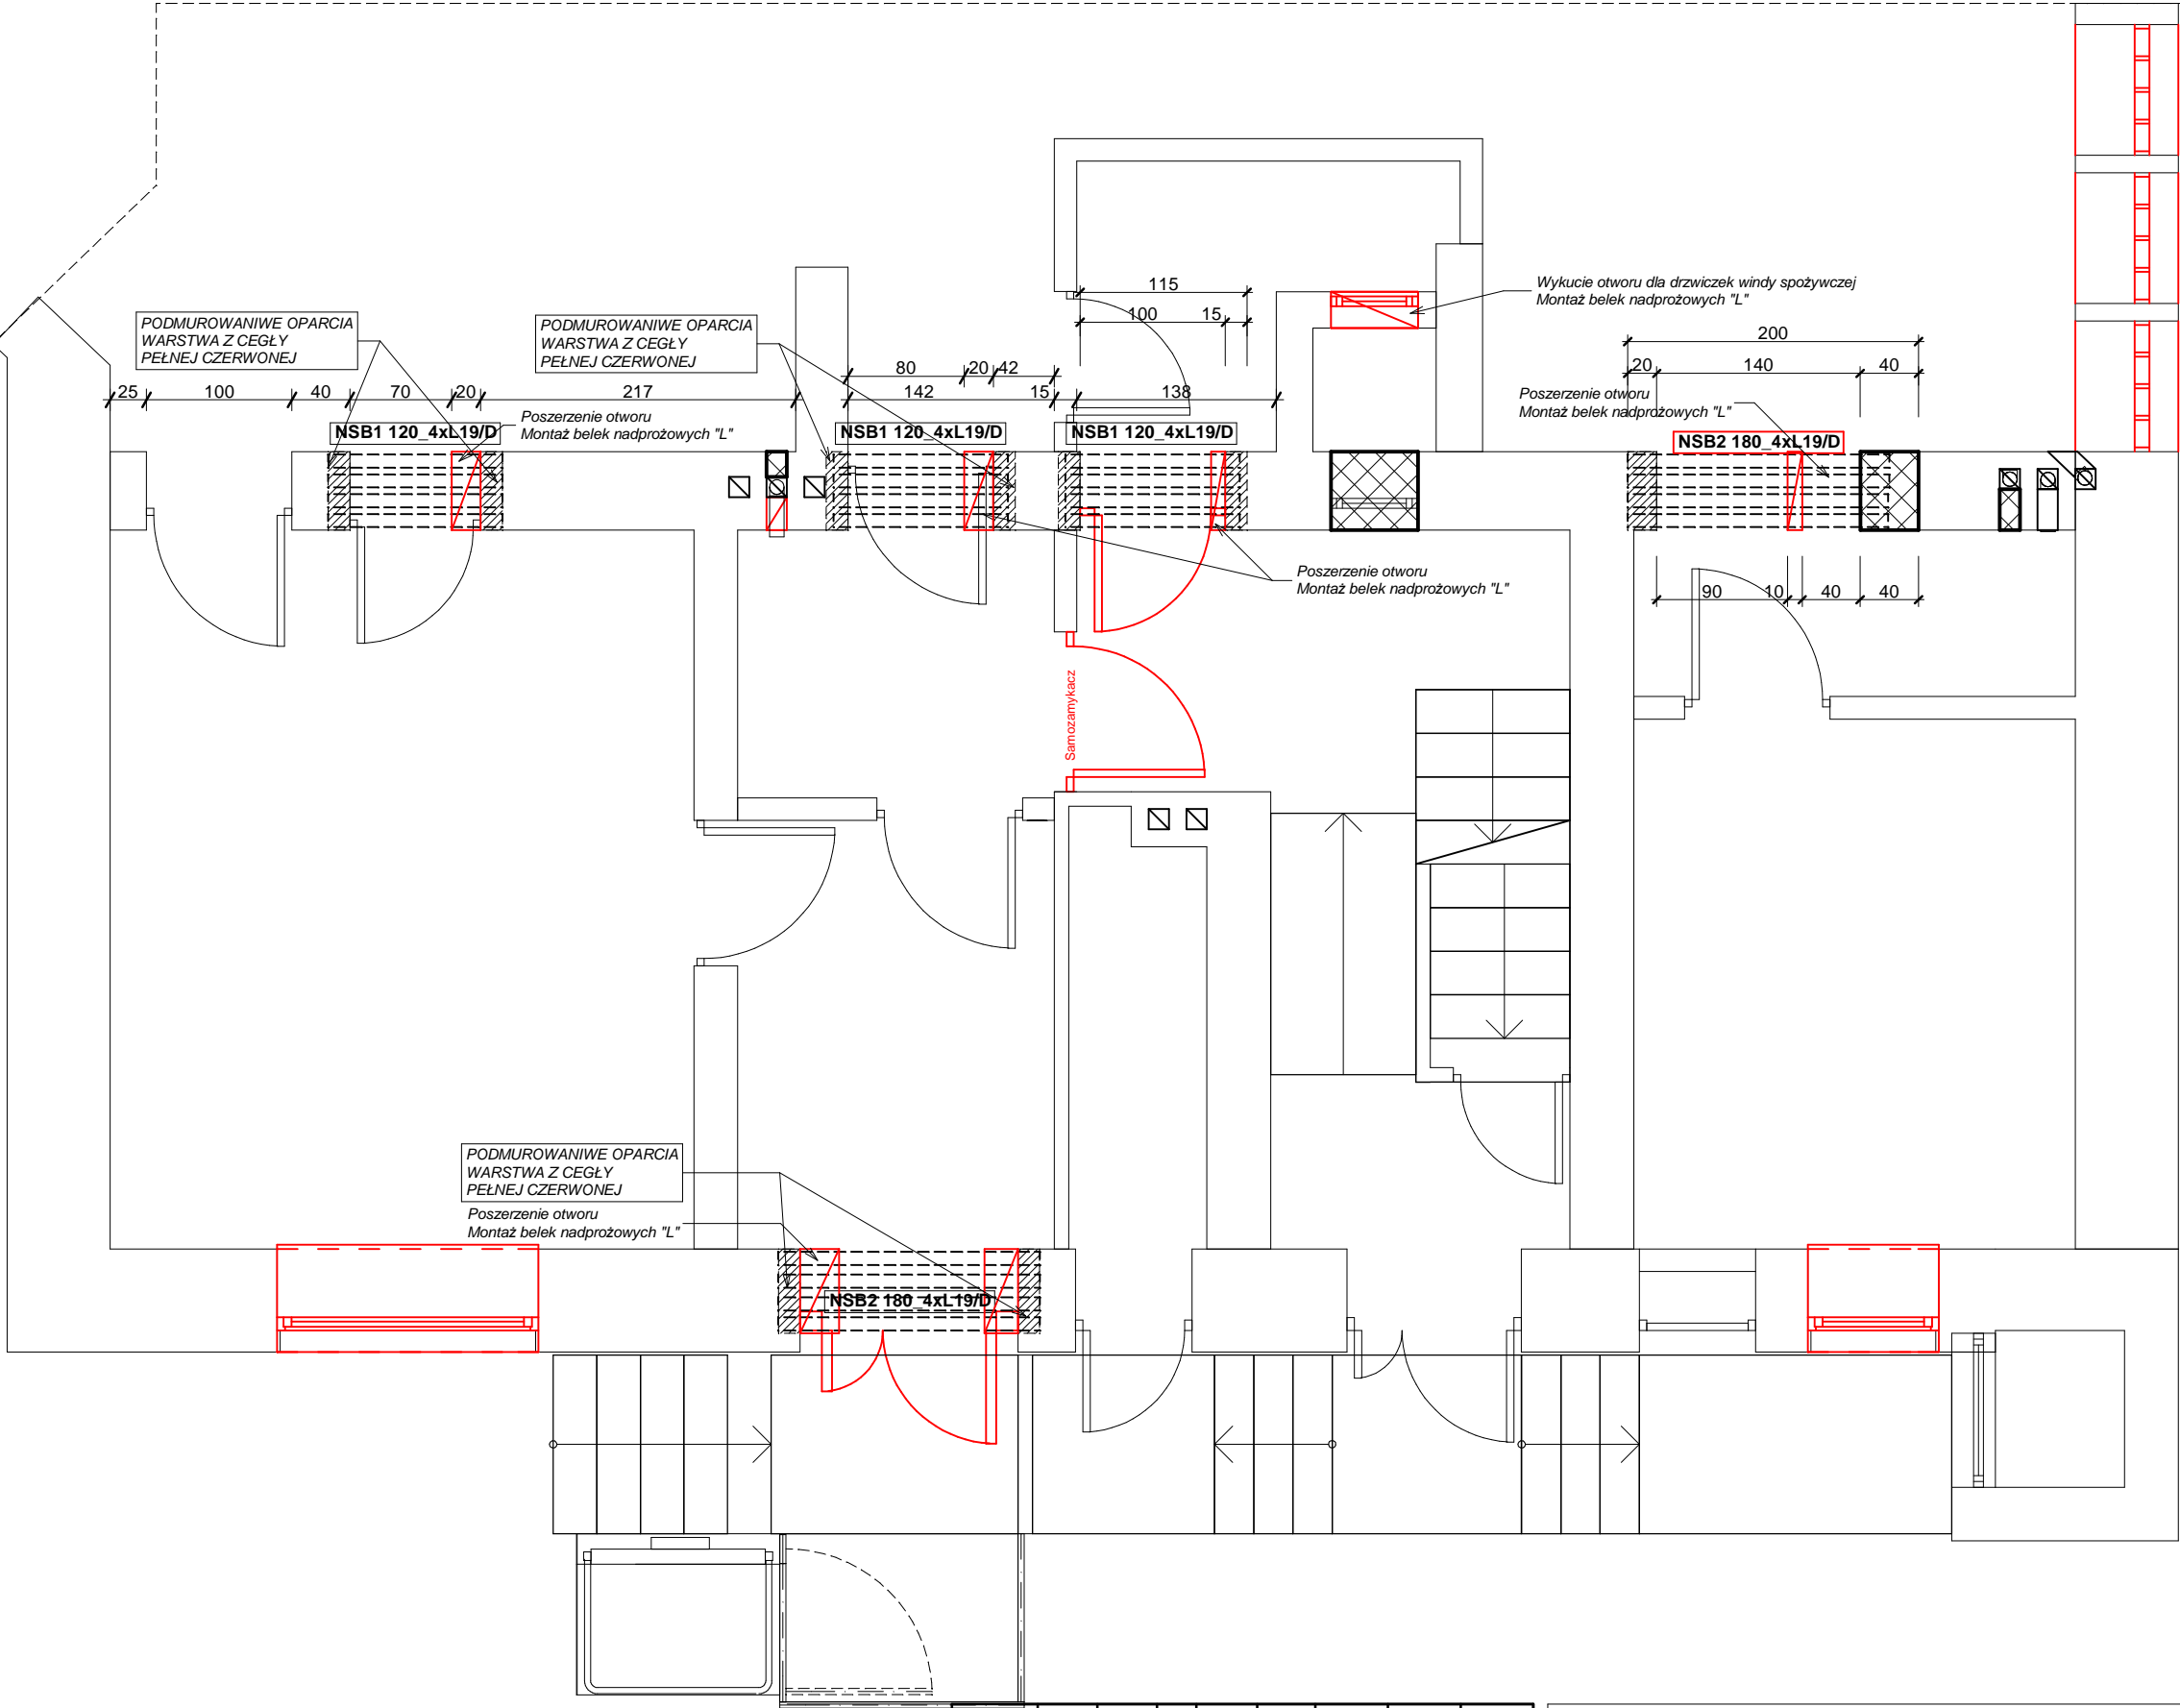 115
Wykucie otworu dla drzwiczek windy spożywczej
Montaż belek nadprożowych "L"
100
15
PODMUROWANIWE OPARCIA
WARSTWA Z CEGŁY
PEŁNEJ CZERWONEJ
PODMUROWANIWE OPARCIA
WARSTWA Z CEGŁY
PEŁNEJ CZERWONEJ
200
80
20
42
20
140
40
25
100
40
70
20
217
142
15
138
Poszerzenie otworu
Montaż belek nadprożowych "L"
Poszerzenie otworu
Montaż belek nadprożowych "L"
NSB1 120_4xL19/D
NSB1 120_4xL19/D
NSB1 120_4xL19/D
NSB2 180_4xL19/D
Poszerzenie otworu
Montaż belek nadprożowych "L"
90
10
40
40
Samozamykacz
PODMUROWANIWE OPARCIA
WARSTWA Z CEGŁY
PEŁNEJ CZERWONEJ
Poszerzenie otworu
Montaż belek nadprożowych "L"
NSB2 180_4xL19/D